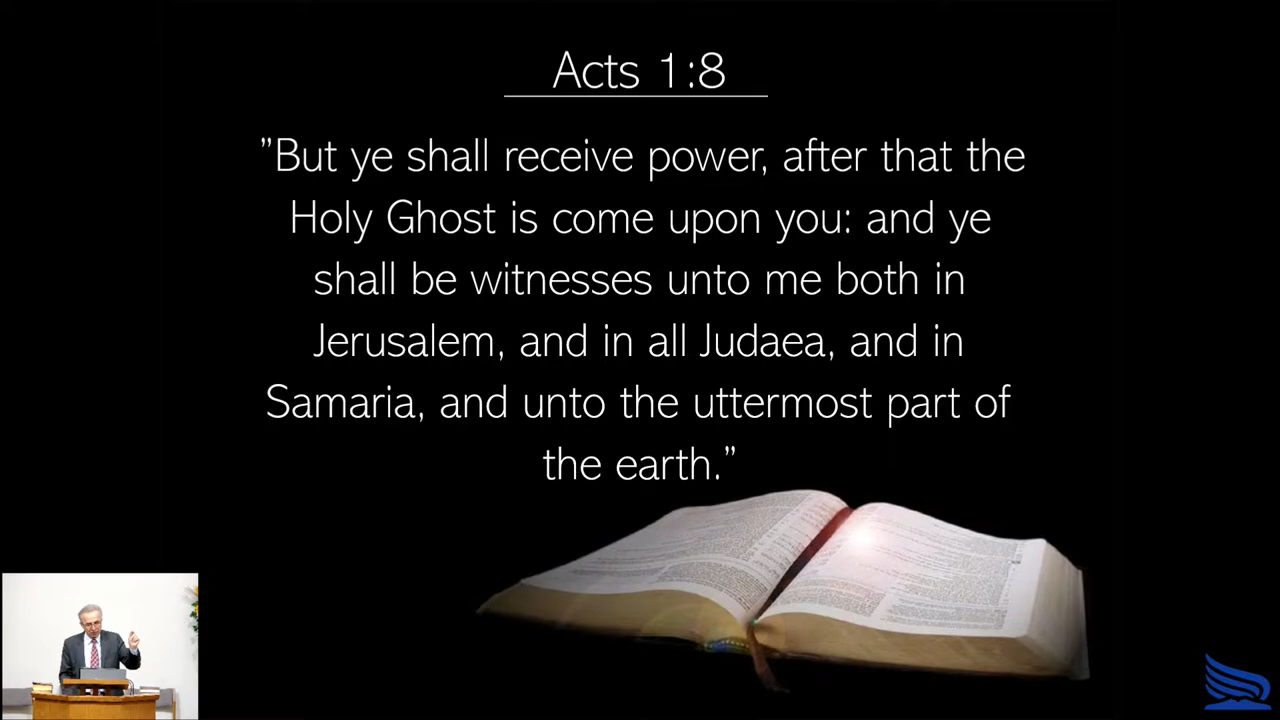 Acts 1:8
”But ye shall receive power, after that the
Holy Ghost is come upon you: and ye
shall be witnesses unto me both in
Jerusalem, and in all Judaea, and in
Samaria, and unto the uttermost part of
the earth.”